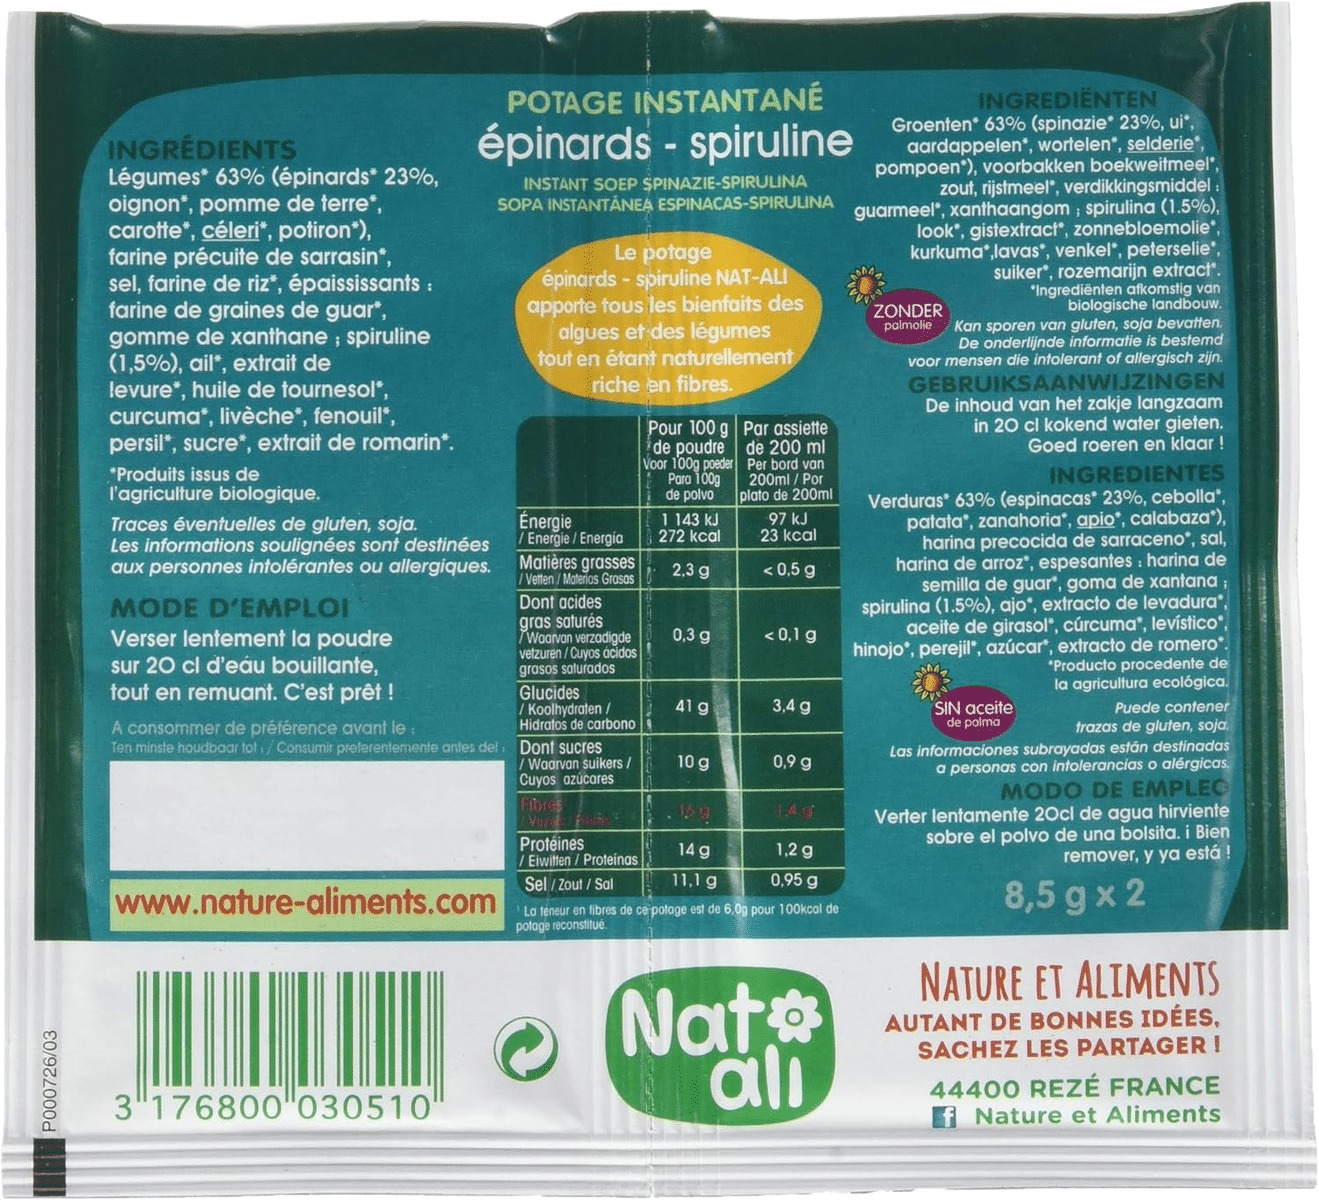 INGRÉDIENTS
Légumes* 63% (épinards* 23%,
oignon*, pomme de terre*,
carotte*, céleri*, potiron*),
farine précuite de sarrasin*,
sel, farine de riz*, épaississants :
farine de graines de guar*,
gomme de xanthane ; spiruline
(1,5%), ail*, extrait de
levure*, huile de tournesol*,
curcuma*, livèche*, fenouil*,
persil*, sucre*, extrait de romarin*.
*Produits issus de
l'agriculture biologique.
Traces éventuelles de gluten, soja.
Les informations soulignées sont destinées
aux personnes intolérantes ou allergiques.
MODE D'EMPLOI
Verser lentement la poudre
sur 20 cl d'eau bouillante,
tout en remuant. C'est prêt !
A consommer de préférence avant le :
Ten minste houdbaar tot : / Consumir preferentemente antes del :
www.nature-aliments.com
POTAGE INSTANTANÉ
épinards - spiruline
INSTANT SOEP SPINAZIE-SPIRULINA
SOPA INSTANTÁNEA ESPINACAS-SPIRULINA
Le potage
épinards - spiruline NAT-ALI
apporte tous les bienfaits des
algues et des légumes
tout en étant naturellement
riche en fibres.
Pour 100 g Par assiette
de poudre de 200 ml
Voor 100g poeder Per bord van
Para 100g 200ml / Por
de polvo plato de 200ml
Énergie 1 143 kJ 97 kJ
/ Energie / Energía 272 kcal 23 kcal
Matières grasses 2,3 g < 0,5 g
/ Vetten / Materias Grasas
Dont acides
gras saturés 0,3 g < 0,1 g
/ Waarvan verzadigde
vetzuren / Cuyos ácidos
grasos saturados
Glucides 41 g 3,4 g
/ Koolhydraten /
Hidratos de carbono
Dont sucres 10 g 0,9 g
/ Waarvan suikers /
Cuyos azúcares
Fibres 16 g 1,4 g
Protéines 14 g 1,2 g
/ Eiwitten / Proteínas
Sel / Zout / Sal 11,1 g 0,95 g
¹ La teneur en fibres de ce potage est de 6,0g pour 100kcal de
potage reconstitué.
INGREDIËNTEN
Groenten* 63% (spinazie* 23%, ui*,
aardappelen*, wortelen*, selderie*,
pompoen*), voorbakken boekweitmeel*,
zout, rijstmeel*, verdikkingsmiddel :
guarmeel*, xanthaangom ; spirulina (1.5%),
look*, gistextract*, zonnebloemolie*,
kurkuma*,lavas*, venkel*, peterselie*,
suiker*, rozemarijn extract*.
*Ingrediënten afkomstig van
biologische landbouw.
ZONDER
palmolie
Kan sporen van gluten, soja bevatten.
De onderlijnde informatie is bestemd
voor mensen die intolerant of allergisch zijn.
GEBRUIKSAANWIJZINGEN
De inhoud van het zakje langzaam
in 20 cl kokend water gieten.
Goed roeren en klaar !
INGREDIENTES
Verduras* 63% (espinacas* 23%, cebolla*,
patata*, zanahoria*, apio*, calabaza*),
harina precocida de sarraceno*, sal,
harina de arroz*, espesantes : harina de
semilla de guar*, goma de xantana ;
spirulina (1.5%), ajo*, extracto de levadura*,
aceite de girasol*, cúrcuma*, levístico*,
hinojo*, perejil*, azúcar*, extracto de romero*.
*Producto procedente de
la agricultura ecológica.
SIN aceite
de palma
Puede contener
trazas de gluten, soja.
Las informaciones subrayadas están destinadas
a personas con intolerancias o alérgicas.
MODO DE EMPLEO
Verter lentamente 20cl de agua hirviente
sobre el polvo de una bolsita. ¡ Bien
remover, y ya está !
8,5 g x 2
P000726/03
3 176800 030510
Nat
ali
NATURE ET ALIMENTS
AUTANT DE BONNES IDÉES,
SACHEZ LES PARTAGER !
44400 REZÉ FRANCE
f Nature et Aliments